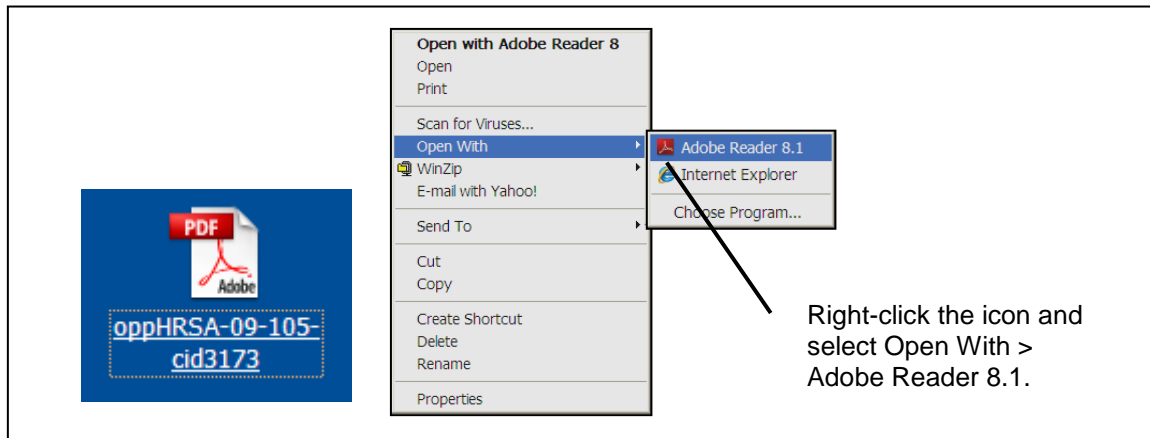 PDF
Adobe
oppHRSA-09-105-
cid3173
Open with Adobe Reader 8
Open
Print
Scan for Viruses...
Open With
WinZip
E-mail with Yahoo!
Send To
Cut
Copy
Create Shortcut
Delete
Rename
Properties
Adobe Reader 8.1
Internet Explorer
Choose Program...
Right-click the icon and
select Open With >
Adobe Reader 8.1.